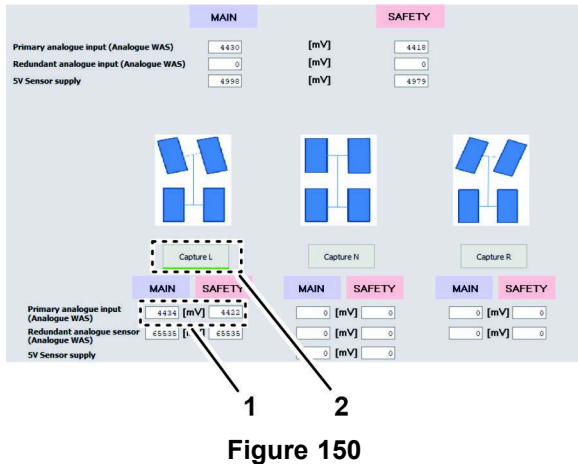 MAIN SAFETY
Primary analogue input (Analogue WAS) 4430 [mV] 4418
Redundant analogue input (Analogue WAS) 0 [mV] 0
5V Sensor supply 4998 [mV] 4979
Capture L Capture N Capture R
MAIN SAFETY MAIN SAFETY MAIN SAFETY
Primary analogue input
(Analogue WAS) 4434 [mV] 4422 0 [mV] 0 0 [mV] 0
Redundant analogue sensor
(Analogue WAS) 65535 65535 0 [mV] 0 0 [mV] 0
5V Sensor supply 0 [mV] 0
1 2
Figure 150